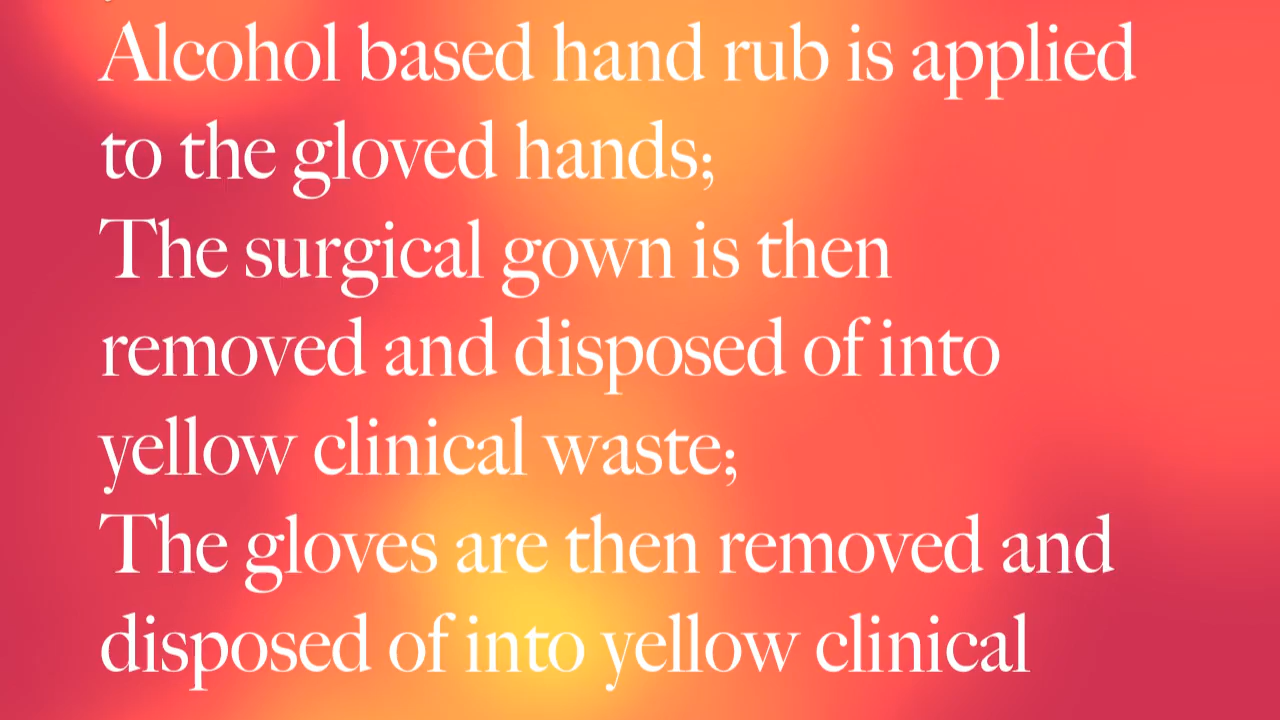 Alcohol based hand rub is applied
to the gloved hands;
The surgical gown is then
removed and disposed of into
yellow clinical waste;
The gloves are then removed and
disposed of into yellow clinical